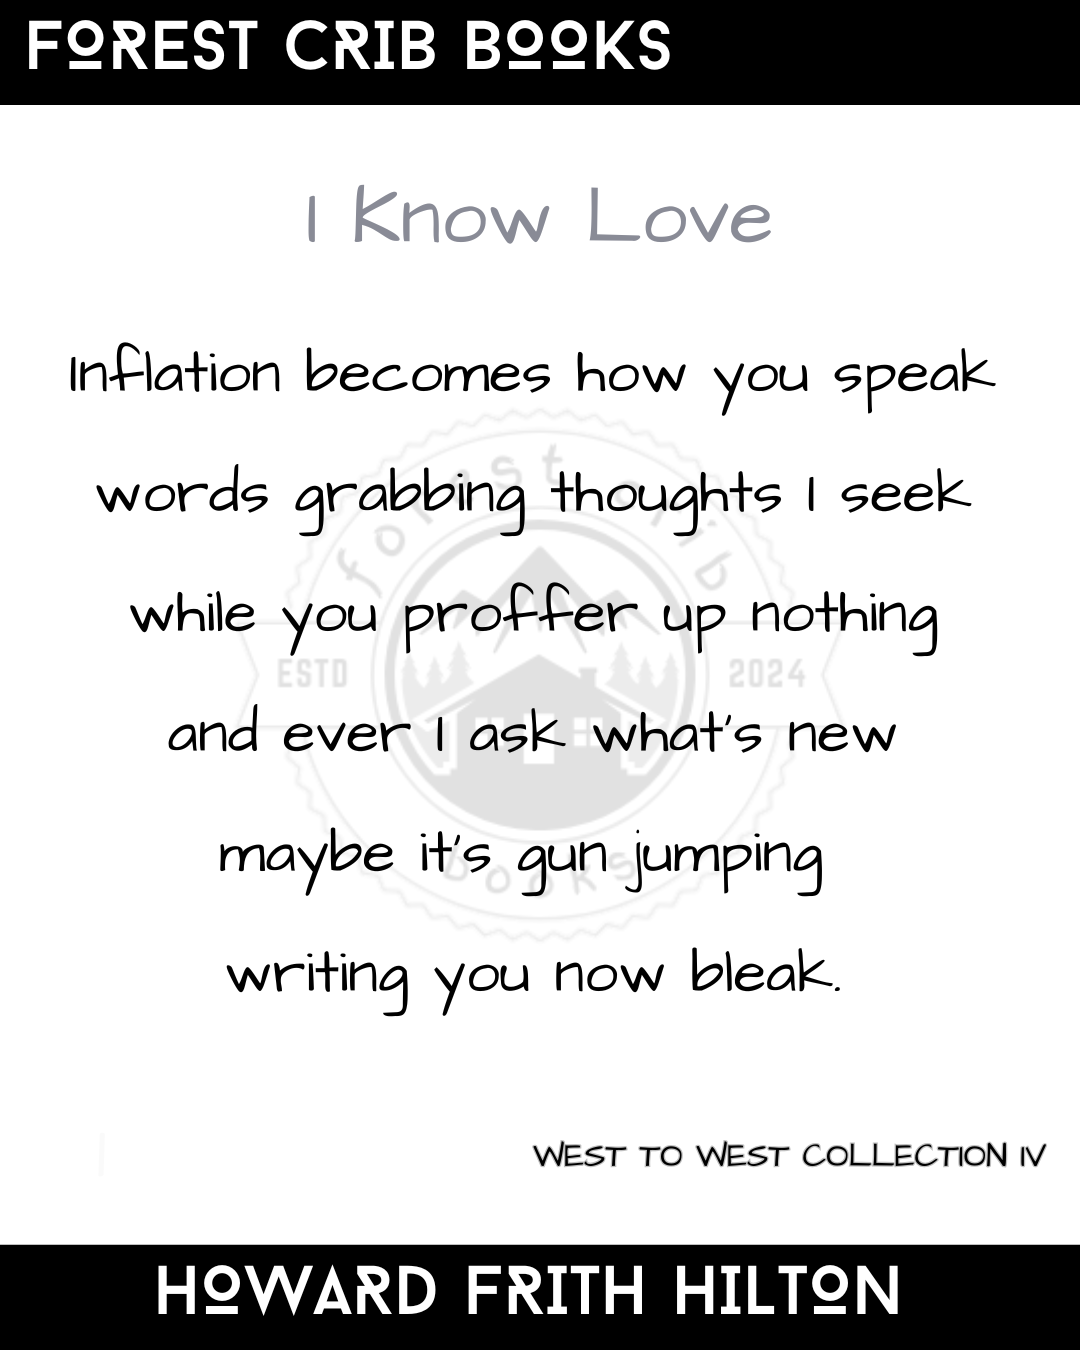 FOREST CRIB BOOKS
I Know Love
Inflation becomes how you speak
words grabbing thoughts I seek
while you proffer up nothing
and ever I ask what's new
maybe it's gun jumping
writing you now bleak.
forest crib
ESTD 2024
books
WEST TO WEST COLLECTION IV
HOWARD FRITH HILTON